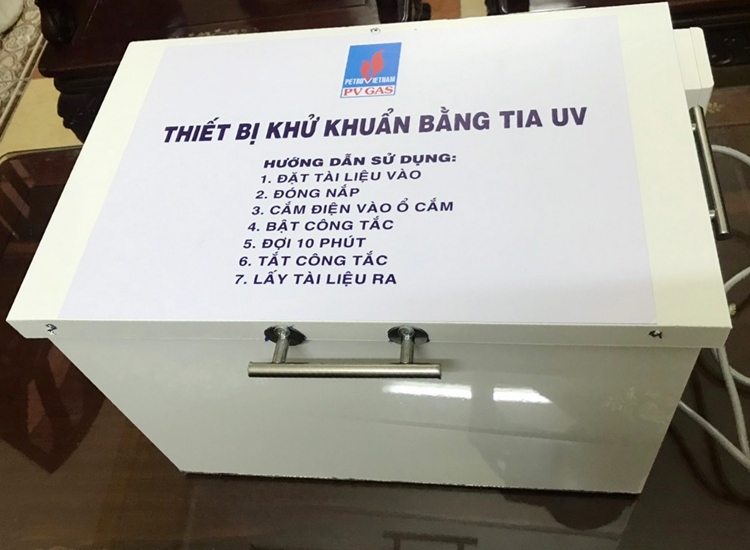 PETROVIETNAM
PV GAS
THIẾT BỊ KHỬ KHUẨN BẰNG TIA UV
HƯỚNG DẪN SỬ DỤNG:
1. ĐẶT TÀI LIỆU VÀO
2. ĐÓNG NẮP
3. CẮM ĐIỆN VÀO Ổ CẮM
4. BẬT CÔNG TẮC
5. ĐỢI 10 PHÚT
6. TẮT CÔNG TẮC
7. LẤY TÀI LIỆU RA